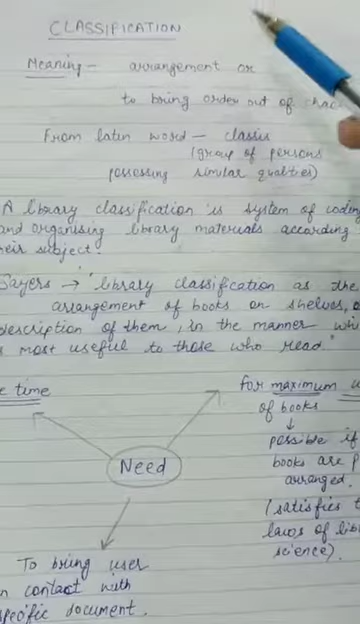 CLASSIFICATION
Meaning - arrangement or
to bring order out of chac
From latin word - classis
(group of persons
possessing similar qualities)
A library classification is system of coding
and organising library materials according
their subject.
Sayers → "library classification as the
arrangement of books on shelves, o
description of them, in the manner whi
s most useful to those who read"
e time
for maximum u
of books
↓
possible if
books are p
arranged.
(satisfies t
laws of lib
science).
Need
To bring user
n contact with
specific document.